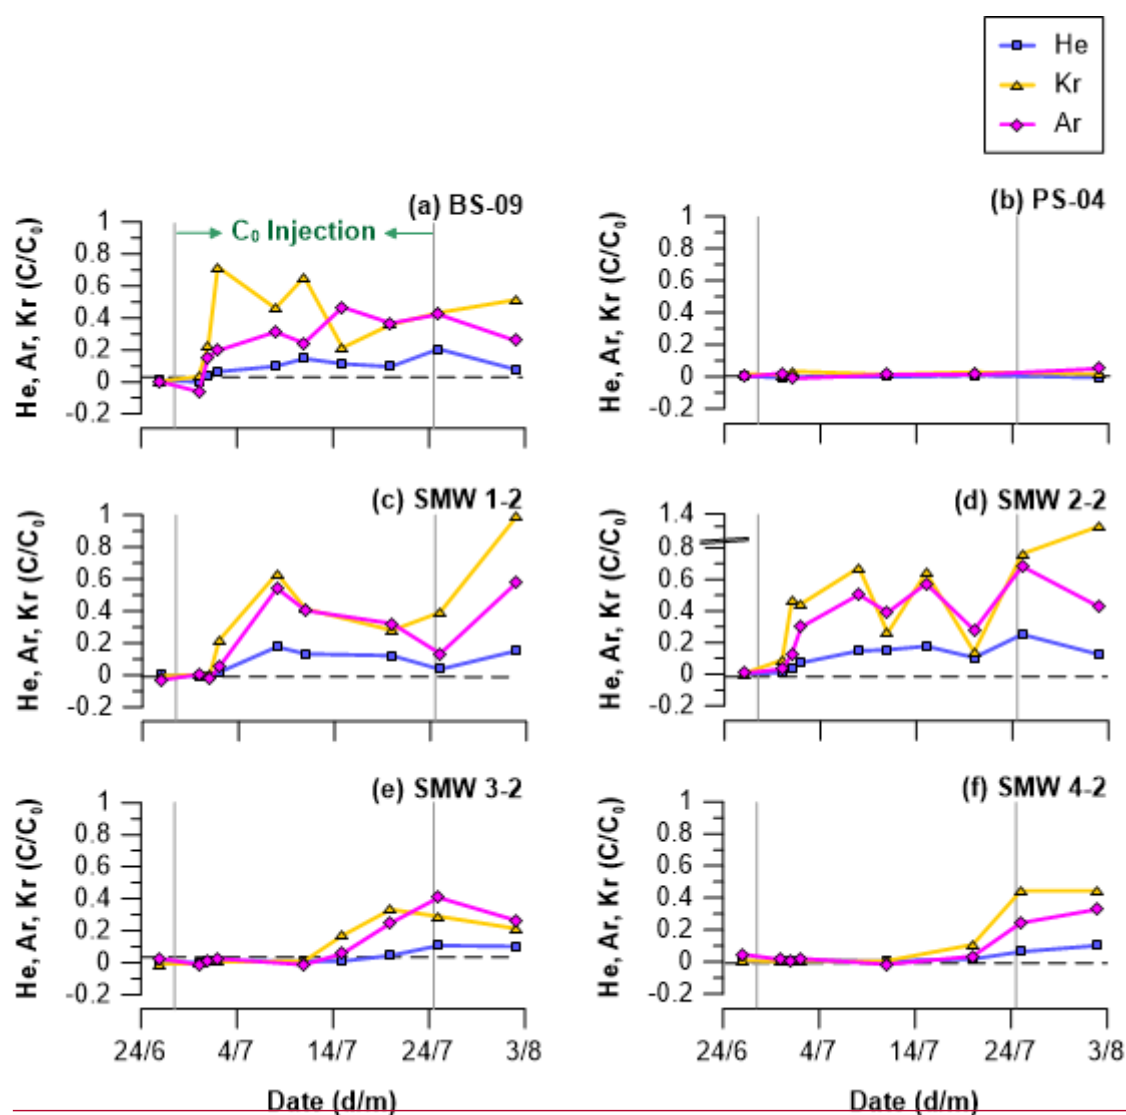 He
Kr
Ar
(a) BS-09
He, Ar, Kr (C/C₀)
1
0.8
0.6
0.4
0.2
0
-0.2
C₀ Injection
(b) PS-04
He, Ar, Kr (C/C₀)
1
0.8
0.6
0.4
0.2
0
-0.2
(c) SMW 1-2
He, Ar, Kr (C/C₀)
1
0.8
0.6
0.4
0.2
0
-0.2
(d) SMW 2-2
He, Ar, Kr (C/C₀)
1.4
0.8
0.6
0.4
0.2
0
-0.2
(e) SMW 3-2
He, Ar, Kr (C/C₀)
1
0.8
0.6
0.4
0.2
0
-0.2
24/6 4/7 14/7 24/7 3/8
Date (d/m)
(f) SMW 4-2
He, Ar, Kr (C/C₀)
1
0.8
0.6
0.4
0.2
0
-0.2
24/6 4/7 14/7 24/7 3/8
Date (d/m)